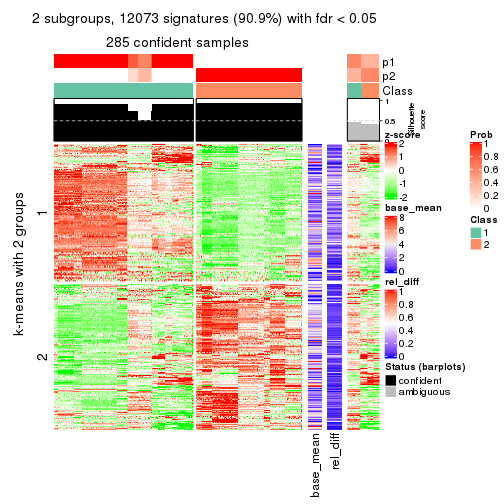 2 subgroups, 12073 signatures (90.9%) with fdr < 0.05
285 confident samples
p1
p2
Class
1
0.5
0
Silhouette score
k-means with 2 groups
1
2
z-score
2
1
0
-1
-2
base_mean
8
6
4
2
0
rel_diff
1
0.8
0.6
0.4
0.2
0
Status (barplots)
confident
ambiguous
Prob
1
0.8
0.6
0.4
0.2
0
Class
1
2
base_mean
rel_diff